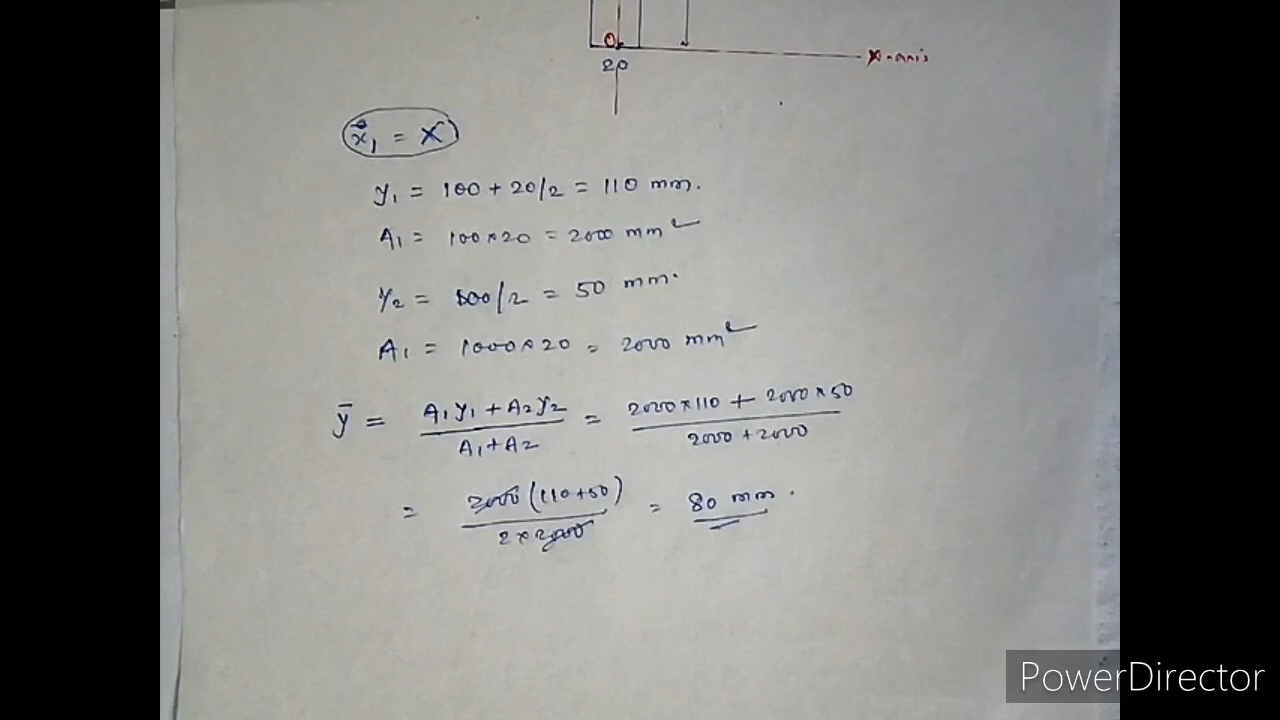 0
20
X-axis
x̄₁ = X
y₁ = 100 + 20/2 = 110 mm.
A₁ = 100×20 = 2000 mm²
y₂ = 100/2 = 50 mm.
A₁ = 1000×20 = 2000 mm²
ȳ = (A₁y₁ + A₂y₂)/(A₁+A₂) = (2000×110 + 2000×50)/(2000+2000)
= 2000(110+50)/(2×2000) = 80 mm.
PowerDirector